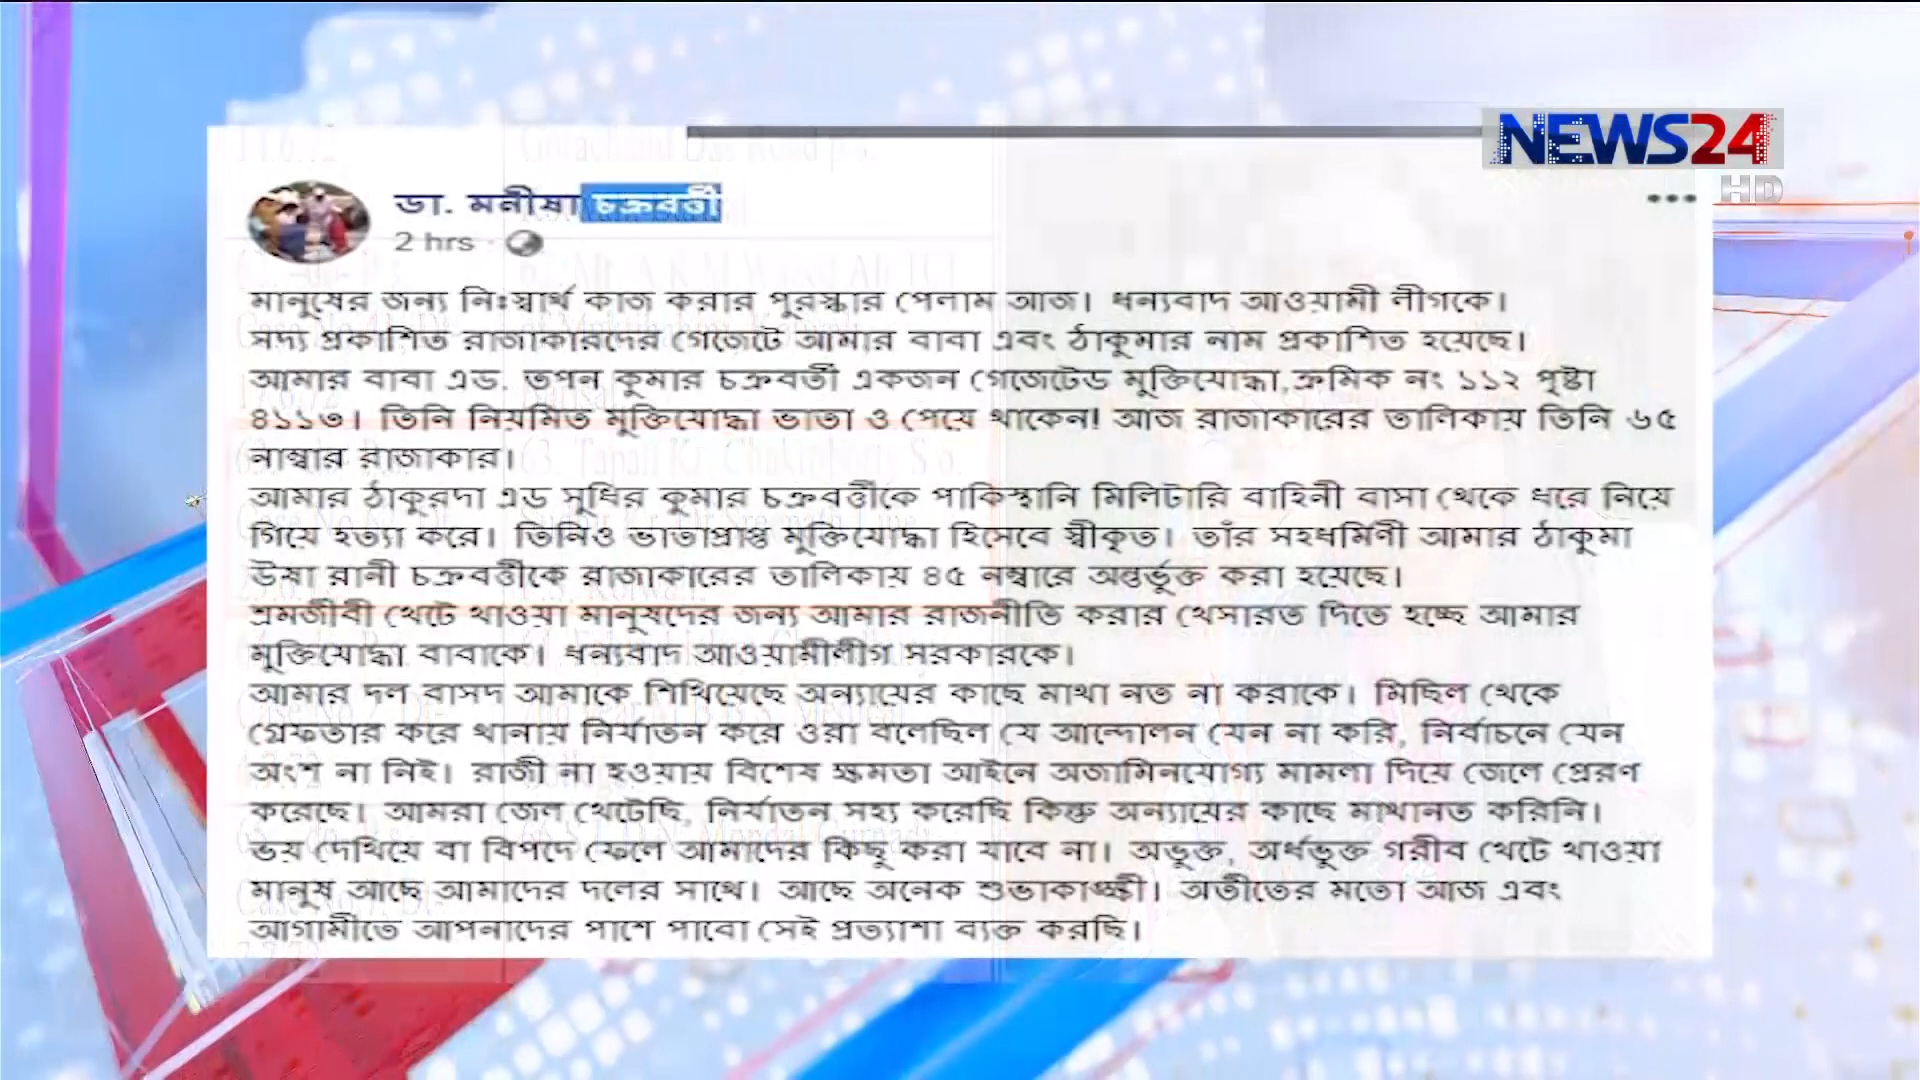 NEWS24
HD
ডা. মনীষা চক্রবর্ত্তী
2 hrs
মানুষের জন্য নিঃস্বার্থ কাজ করার পুরস্কার পেলাম আজ। ধন্যবাদ আওয়ামী লীগকে।
সদ্য প্রকাশিত রাজাকারদের গেজেটে আমার বাবা এবং ঠাকুমার নাম প্রকাশিত হয়েছে।
আমার বাবা এড. তপন কুমার চক্রবর্তী একজন গেজেটেড মুক্তিযোদ্ধা,ক্রমিক নং ১১২ পৃষ্টা
৪১১৩। তিনি নিয়মিত মুক্তিযোদ্ধা ভাতা ও পেয়ে থাকেন! আজ রাজাকারের তালিকায় তিনি ৬৫
নাম্বার রাজাকার।
আমার ঠাকুরদা এড সুধির কুমার চক্রবর্ত্তীকে পাকিস্থানি মিলিটারি বাহিনী বাসা থেকে ধরে নিয়ে
গিয়ে হত্যা করে। তিনিও ভাতাপ্রাপ্ত মুক্তিযোদ্ধা হিসেবে স্বীকৃত। তাঁর সহধর্মিণী আমার ঠাকুমা
উষা রানী চক্রবর্ত্তীকে রাজাকারের তালিকায় ৪৫ নম্বারে অন্তর্ভুক্ত করা হয়েছে।
শ্রমজীবী খেটে খাওয়া মানুষদের জন্য আমার রাজনীতি করার খেসারত দিতে হচ্ছে আমার
মুক্তিযোদ্ধা বাবাকে। ধন্যবাদ আওয়ামীলীগ সরকারকে।
আমার দল বাসদ আমাকে শিখিয়েছে অন্যায়ের কাছে মাথা নত না করাকে। মিছিল থেকে
গ্রেফতার করে থানায় নির্যাতন করে ওরা বলেছিল যে আন্দোলন যেন না করি, নির্বাচনে যেন
অংশ না নিই। রাজী না হওয়ায় বিশেষ ক্ষমতা আইনে অজামিনযোগ্য মামলা দিয়ে জেলে প্রেরণ
করেছে। আমরা জেল খেটেছি, নির্যাতন সহ্য করেছি কিন্তু অন্যায়ের কাছে মাথানত করিনি।
ভয় দেখিয়ে বা বিপদে ফেলে আমাদের কিছু করা যাবে না। অভুক্ত, অর্ধভুক্ত গরীব খেটে খাওয়া
মানুষ আছে আমাদের দলের সাথে। আছে অনেক শুভাকাঙ্ক্ষী। অতীতের মতো আজ এবং
আগামীতে আপনাদের পাশে পাবো সেই প্রত্যাশা ব্যক্ত করছি।